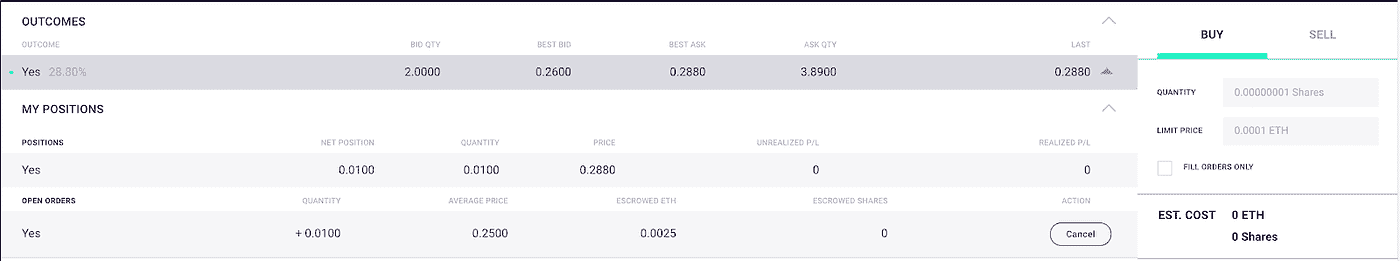 OUTCOMES
OUTCOME BID QTY BEST BID BEST ASK ASK QTY LAST
Yes 28.80% 2.0000 0.2600 0.2880 3.8900 0.2880
MY POSITIONS
POSITIONS NET POSITION QUANTITY PRICE UNREALIZED P/L REALIZED P/L
Yes 0.0100 0.0100 0.2880 0 0
OPEN ORDERS QUANTITY AVERAGE PRICE ESCROWED ETH ESCROWED SHARES ACTION
Yes + 0.0100 0.2500 0.0025 0 Cancel
BUY SELL
QUANTITY 0.00000001 Shares
LIMIT PRICE 0.0001 ETH
FILL ORDERS ONLY
EST. COST 0 ETH
0 Shares